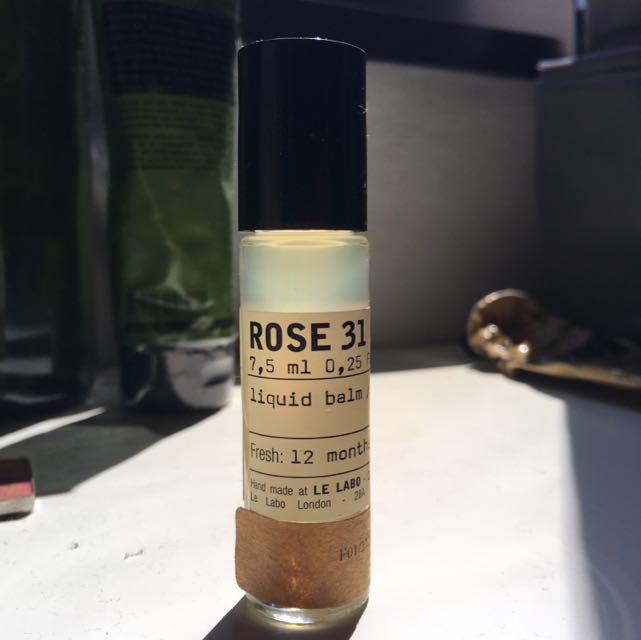 ROSE 31
7,5 ml 0,25 F
liquid balm
Fresh: 12 month
Hand made at LE LABO -
Le Labo London - 28A